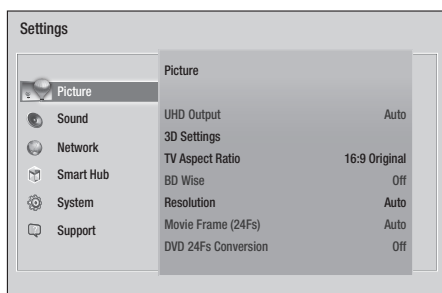 Settings
Picture
Sound
Network
Smart Hub
System
Support
Picture
UHD Output Auto
3D Settings
TV Aspect Ratio 16:9 Original
BD Wise Off
Resolution Auto
Movie Frame (24Fs) Auto
DVD 24Fs Conversion Off